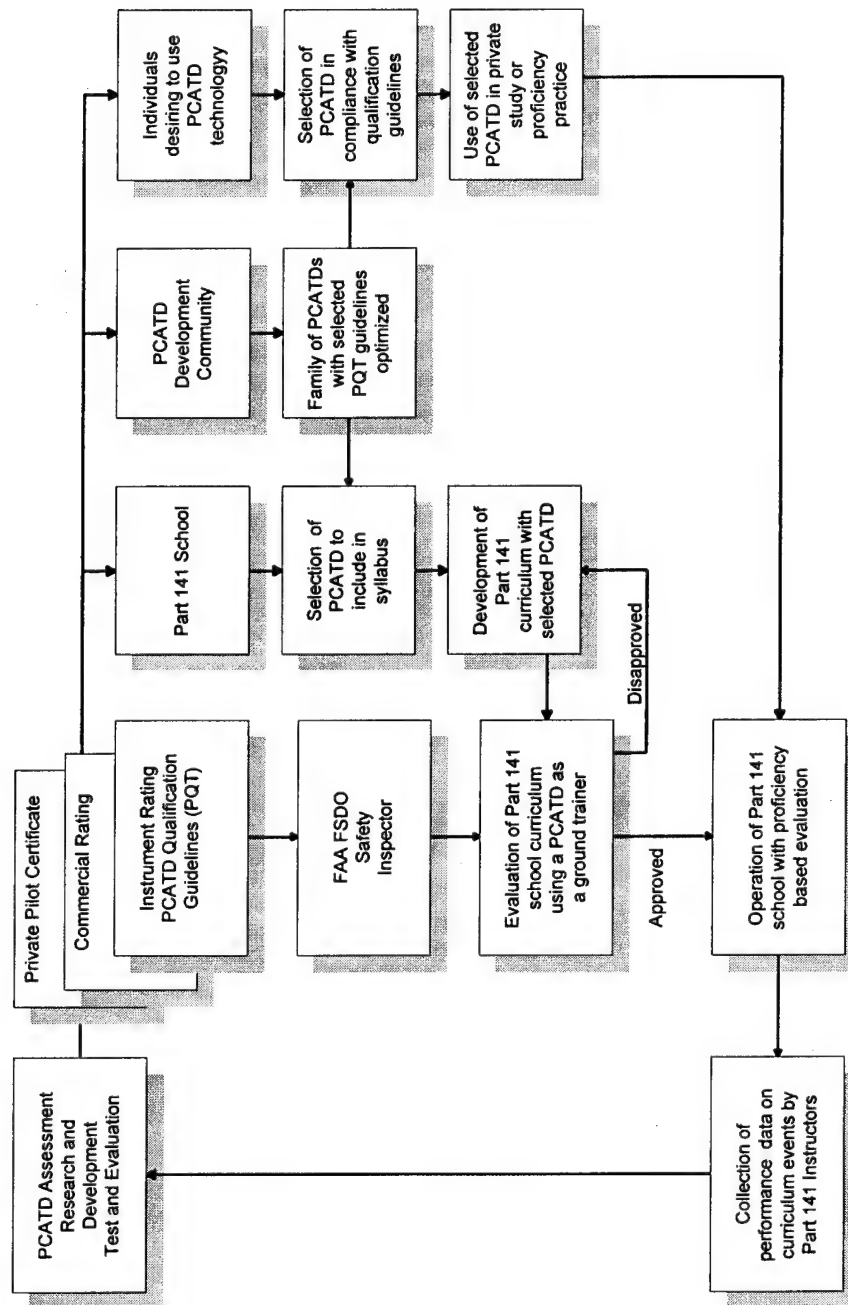 PCATD Assessment
Research and
Development
Test and Evaluation
Private Pilot Certificate
Commercial Rating
Instrument Rating
PCATD Qualification
Guidelines (PQT)
Part 141 School
PCATD
Development
Community
Individuals
desiring to use
PCATD
technologyy
FAA FSDO
Safety
Inspector
Selection of
PCATD to
include in
syllabus
Family of PCATDs
with selected
PQT guidelines
optimized
Selection of
PCATD in
compliance with
qualification
guidelines
Evaluation of Part 141
school curriculum
using a PCATD as
a ground trainer
Development of
Part 141
curriculum with
selected PCATD
Use of selected
PCATD in private
study or
proficiency
practice
Disapproved
Approved
Collection of
performance data on
curriculum events by
Part 141 Instructors
Operation of Part 141
school with proficiency
based evaluation